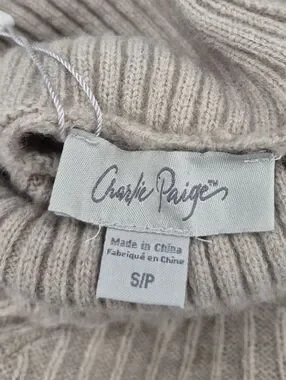 Charlie Paige™
Made in China
Fabriqué en Chine
S/P